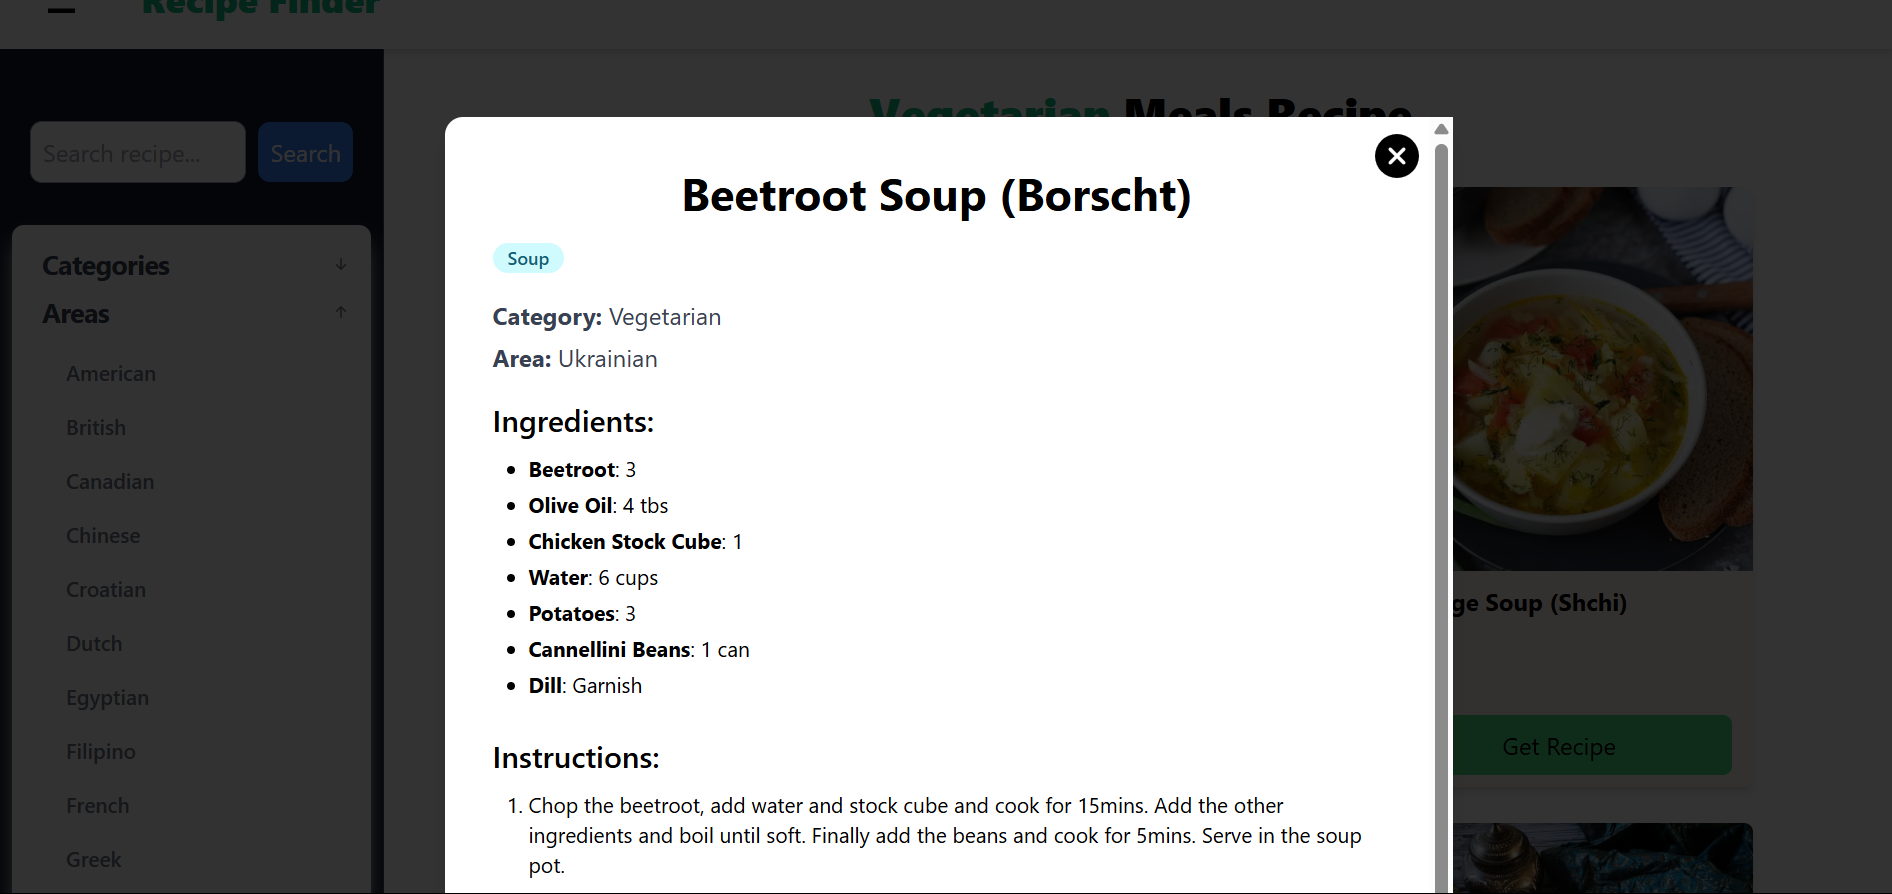 Recipe Finder
Search recipe...
Search
Categories
Areas
American
British
Canadian
Chinese
Croatian
Dutch
Egyptian
Filipino
French
Greek
Vegetarian Meals Recipe
Beetroot Soup (Borscht)
Soup
Category: Vegetarian
Area: Ukrainian
Ingredients:
Beetroot: 3
Olive Oil: 4 tbs
Chicken Stock Cube: 1
Water: 6 cups
Potatoes: 3
Cannellini Beans: 1 can
Dill: Garnish
Instructions:
1. Chop the beetroot, add water and stock cube and cook for 15mins. Add the other
ingredients and boil until soft. Finally add the beans and cook for 5mins. Serve in the soup
pot.
ge Soup (Shchi)
Get Recipe